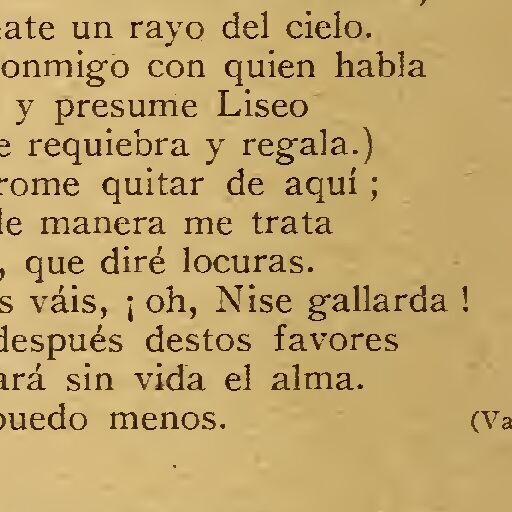 ate un rayo del cielo.
onmigo con quien habla
y presume Liseo
e requiebra y regala.)
rome quitar de aquí ;
de manera me trata
, que diré locuras.
s váis, ¡ oh, Nise gallarda !
después destos favores
ará sin vida el alma.
puedo menos. (Va